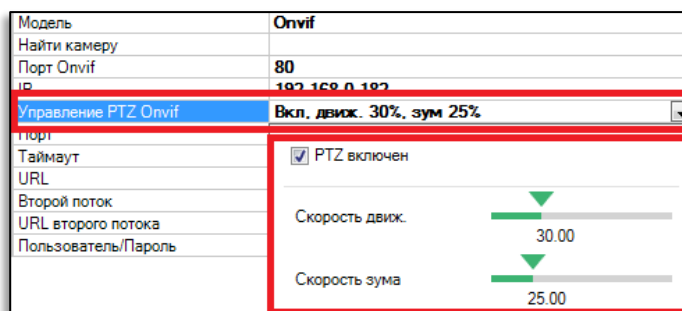 Модель Onvif
Найти камеру
Порт Onvif 80
IP 192.168.0.182
Управление PTZ Onvif Вкл, движ. 30%, зум 25%
Порт
Таймаут
PTZ включен
URL
Второй поток
URL второго потока
Скорость движ.
30.00
Пользователь/Пароль
Скорость зума
25.00